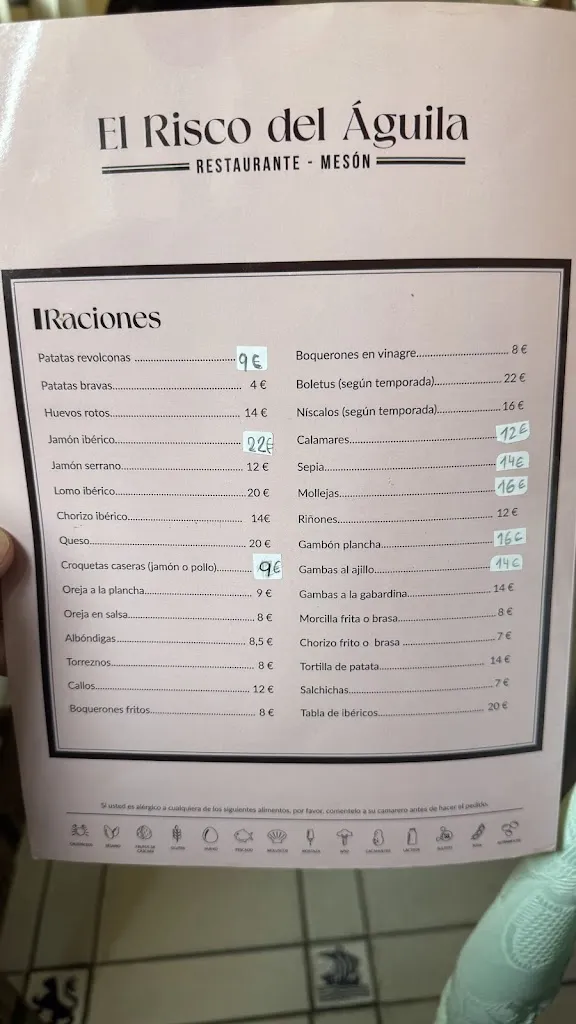 El Risco del Águila
RESTAURANTE - MESÓN
Raciones
Patatas revolconas 9€
Patatas bravas 4 €
Huevos rotos 14 €
Jamón ibérico 22€
Jamón serrano 12 €
Lomo ibérico 20 €
Chorizo ibérico 14€
Queso 20 €
Croquetas caseras (jamón o pollo) 9€
Oreja a la plancha 9 €
Oreja en salsa 8 €
Albóndigas 8,5 €
Torreznos 8 €
Callos 12 €
Boquerones fritos 8 €
Boquerones en vinagre 8 €
Boletus (según temporada) 22 €
Níscalos (según temporada) 16 €
Calamares 12€
Sepia 14€
Mollejas 16€
Riñones 12 €
Gambón plancha 16€
Gambas al ajillo 14€
Gambas a la gabardina 14 €
Morcilla frita o brasa 8 €
Chorizo frito o brasa 7 €
Tortilla de patata 14 €
Salchichas 7 €
Tabla de ibéricos 20 €
Si usted es alérgico a cualquiera de los siguientes alimentos, por favor, coméntelo a su camarero antes de hacer el pedido.